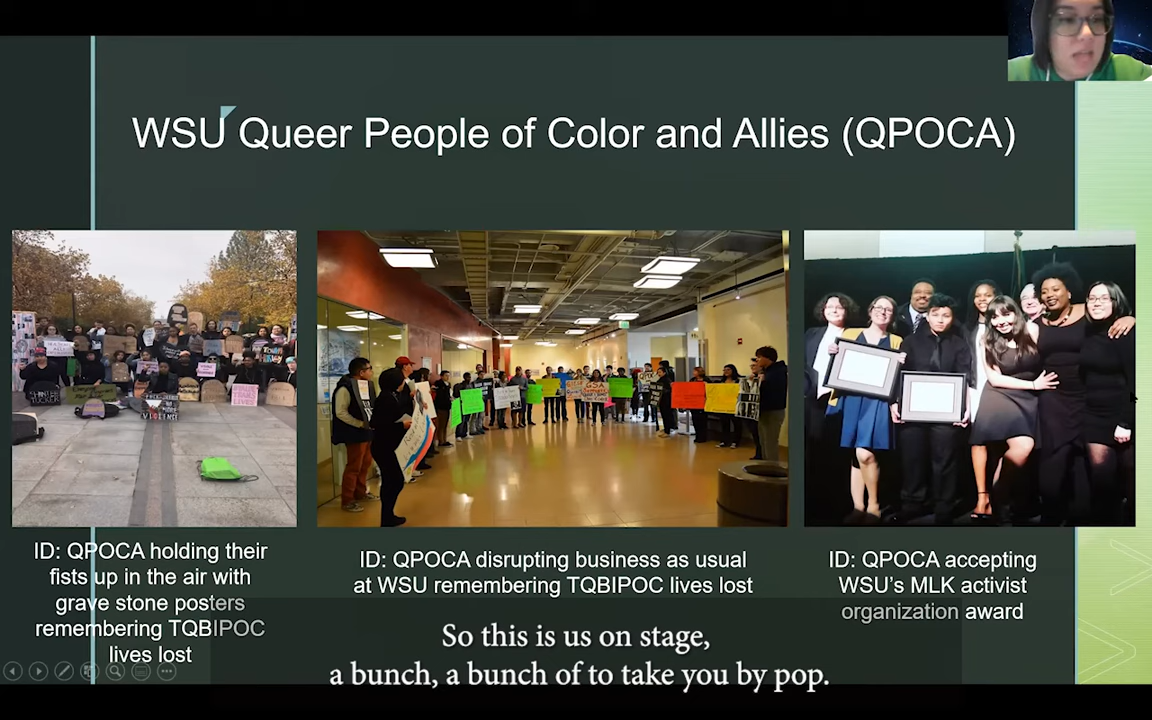 WSU Queer People of Color and Allies (QPOCA)
ID: QPOCA holding their
fists up in the air with
grave stone posters
remembering TQBIPOC
lives lost
ID: QPOCA disrupting business as usual
at WSU remembering TQBIPOC lives lost
ID: QPOCA accepting
WSU's MLK activist
organization award
So this is us on stage,
a bunch, a bunch of to take you by pop.